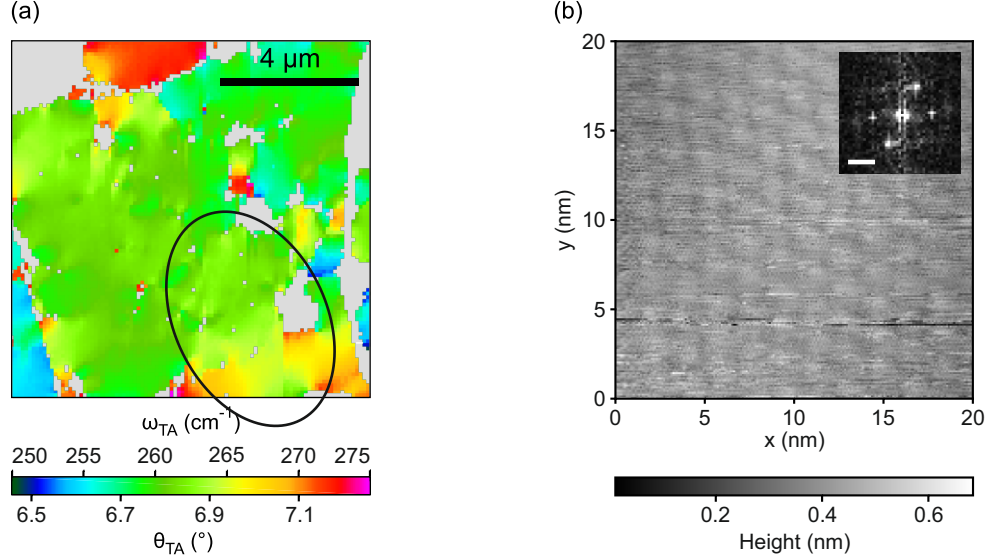 (a)
4 μm
ω_TA (cm⁻¹)
250 255 260 265 270 275
6.5 6.7 6.9 7.1
θ_TA (°)
(b)
20
15
10
5
0
y (nm)
0 5 10 15 20
x (nm)
0.2 0.4 0.6
Height (nm)